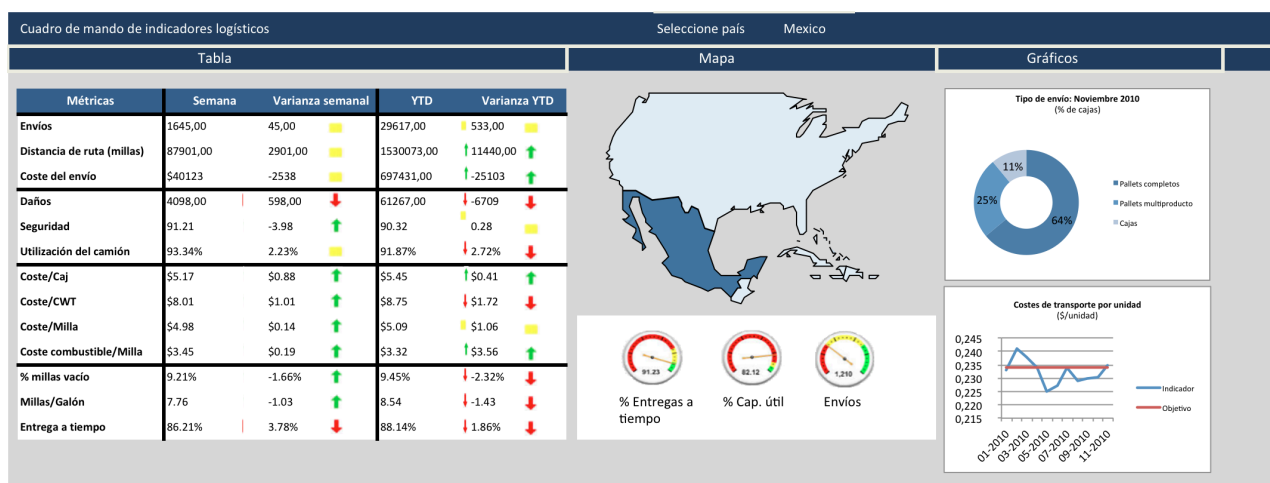 Cuadro de mando de indicadores logísticos Seleccione país Mexico
Tabla Mapa Gráficos
Métricas Semana Varianza semanal YTD Varianza YTD
Envíos 1645,00 45,00 29617,00 533,00
Distancia de ruta (millas) 87901,00 2901,00 1530073,00 11440,00
Coste del envío $40123 -2538 697431,00 -25103
Daños 4098,00 598,00 61267,00 -6709
Seguridad 91.21 -3.98 90.32 0.28
Utilización del camión 93.34% 2.23% 91.87% 2.72%
Coste/Caj $5.17 $0.88 $5.45 $0.41
Coste/CWT $8.01 $1.01 $8.75 $1.72
Coste/Milla $4.98 $0.14 $5.09 $1.06
Coste combustible/Milla $3.45 $0.19 $3.32 $3.56
% millas vacío 9.21% -1.66% 9.45% -2.32%
Millas/Galón 7.76 -1.03 8.54 -1.43
Entrega a tiempo 86.21% 3.78% 88.14% 1.86%
91.23 82.12 1,210
% Entregas a
tiempo
% Cap. útil
Envíos
Tipo de envío: Noviembre 2010
(% de cajas)
11%
25%
64%
Pallets completos
Pallets multiproducto
Cajas
Costes de transporte por unidad
($/unidad)
0,245
0,240
0,235
0,230
0,225
0,220
0,215
01-2010
03-2010
05-2010
07-2010
09-2010
11-2010
Indicador
Objetivo